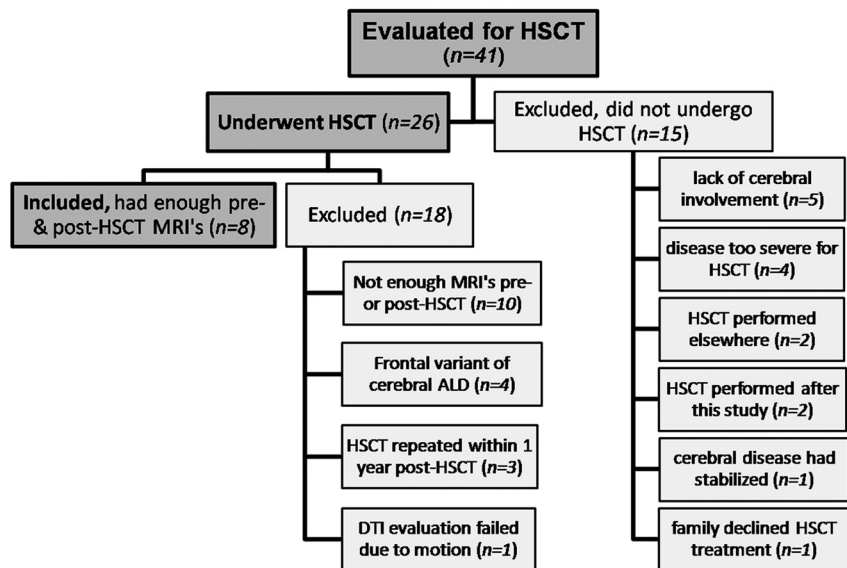 Evaluated for HSCT
(n=41)
Underwent HSCT (n=26)
Excluded, did not undergo
HSCT (n=15)
Included, had enough pre-
& post-HSCT MRI's (n=8)
Excluded (n=18)
Not enough MRI's pre-
or post-HSCT (n=10)
Frontal variant of
cerebral ALD (n=4)
HSCT repeated within 1
year post-HSCT (n=3)
DTI evaluation failed
due to motion (n=1)
lack of cerebral
involvement (n=5)
disease too severe for
HSCT (n=4)
HSCT performed
elsewhere (n=2)
HSCT performed after
this study (n=2)
cerebral disease had
stabilized (n=1)
family declined HSCT
treatment (n=1)